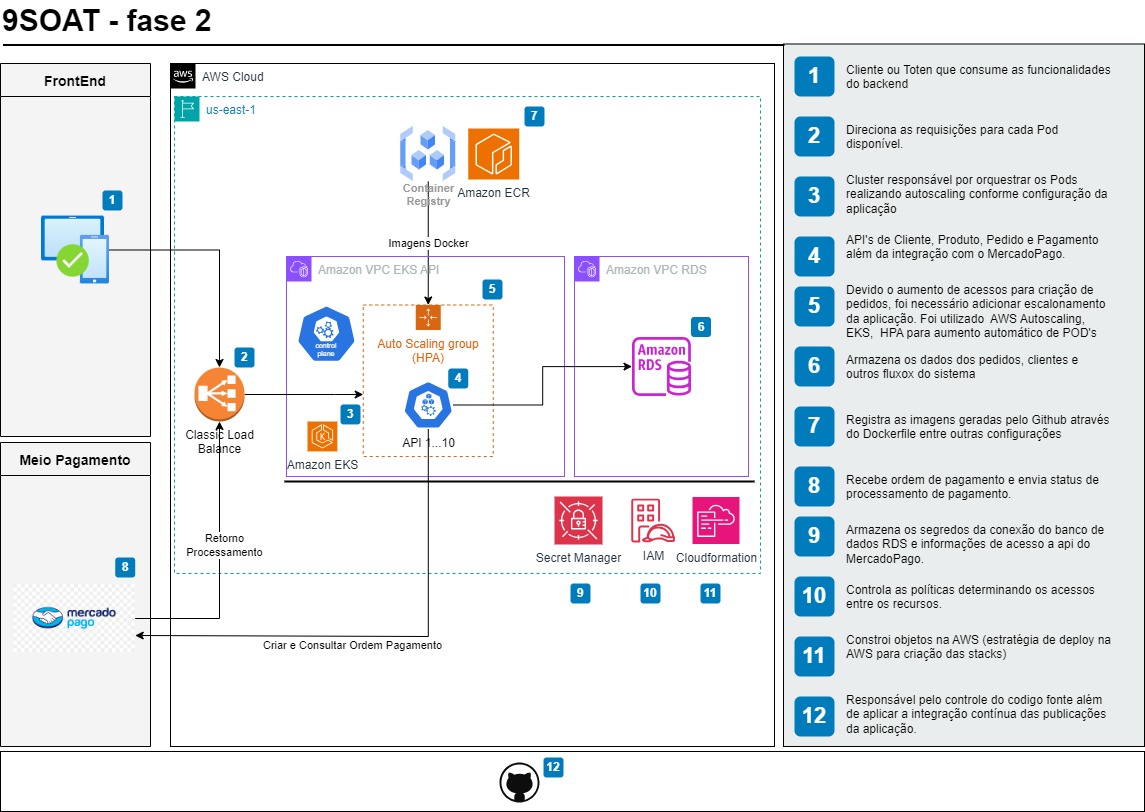 9SOAT - fase 2
FrontEnd
1
Meio Pagamento
8
mercado
pago
aws
AWS Cloud
us-east-1
7
Container
Registry
Amazon ECR
Imagens Docker
Amazon VPC EKS API
control
plane
5
Auto Scaling group
(HPA)
4
API 1...10
3
Amazon EKS
2
Classic Load
Balance
Retorno
Processamento
Amazon VPC RDS
6
Amazon
RDS
Secret Manager
IAM
Cloudformation
9
10
11
Criar e Consultar Ordem Pagamento
12
1
Cliente ou Toten que consume as funcionalidades
do backend
2
Direciona as requisições para cada Pod
disponível.
3
Cluster responsável por orquestrar os Pods
realizando autoscaling conforme configuração da
aplicação
4
API's de Cliente, Produto, Pedido e Pagamento
além da integração com o MercadoPago.
5
Devido o aumento de acessos para criação de
pedidos, foi necessário adicionar escalonamento
da aplicação. Foi utilizado  AWS Autoscaling,
EKS,  HPA para aumento automático de POD's
6
Armazena os dados dos pedidos, clientes e
outros fluxox do sistema
7
Registra as imagens geradas pelo Github através
do Dockerfile entre outras configurações
8
Recebe ordem de pagamento e envia status de
processamento de pagamento.
9
Armazena os segredos da conexão do banco de
dados RDS e informações de acesso a api do
MercadoPago.
10
Controla as políticas determinando os acessos
entre os recursos.
11
Constroi objetos na AWS (estratégia de deploy na
AWS para criação das stacks)
12
Responsável pelo controle do codigo fonte além
de aplicar a integração contínua das publicações
da aplicação.